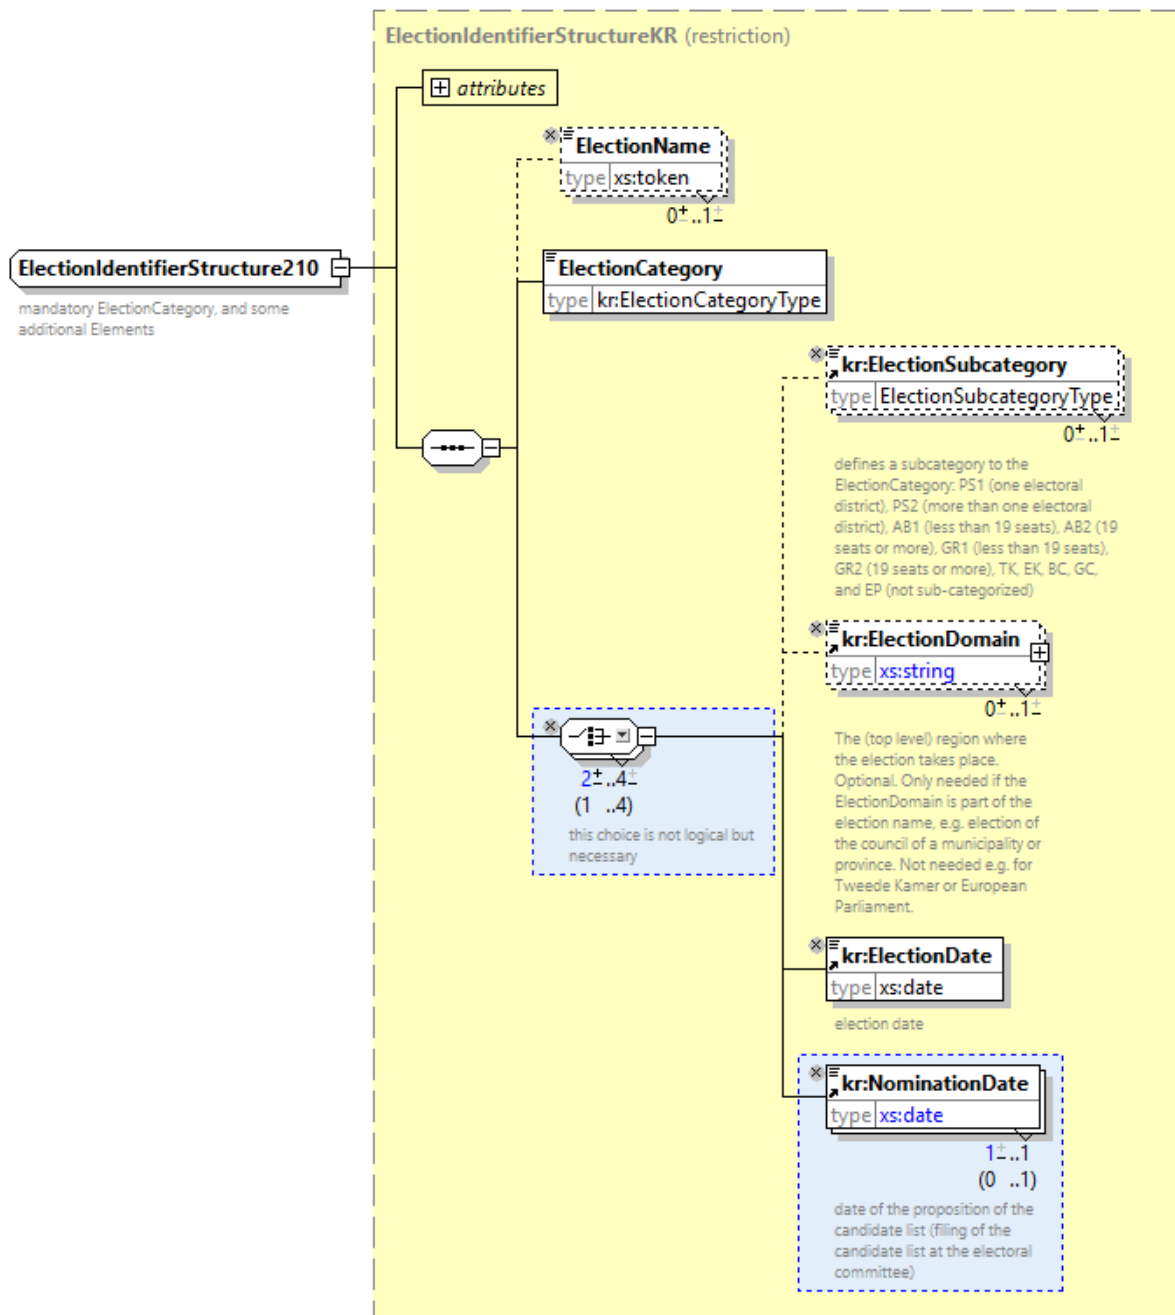 ElectionIdentifierStructureKR (restriction)
attributes
ElectionName
type xs:token
0±..1±
ElectionIdentifierStructure210
mandatory ElectionCategory, and some
additional Elements
ElectionCategory
type kr:ElectionCategoryType
kr:ElectionSubcategory
type ElectionSubcategoryType
0±..1±
defines a subcategory to the
ElectionCategory: PS1 (one electoral
district), PS2 (more than one electoral
district), AB1 (less than 19 seats), AB2 (19
seats or more), GR1 (less than 19 seats),
GR2 (19 seats or more), TK, EK, BC, GC,
and EP (not sub-categorized)
kr:ElectionDomain
type xs:string
0±..1±
The (top level) region where
the election takes place.
Optional. Only needed if the
ElectionDomain is part of the
election name, e.g. election of
the council of a municipality or
province. Not needed e.g. for
Tweede Kamer or European
Parliament.
2±..4±
(1 ..4)
this choice is not logical but
necessary
kr:ElectionDate
type xs:date
election date
kr:NominationDate
type xs:date
1±..1
(0 ..1)
date of the proposition of the
candidate list (filing of the
candidate list at the electoral
committee)